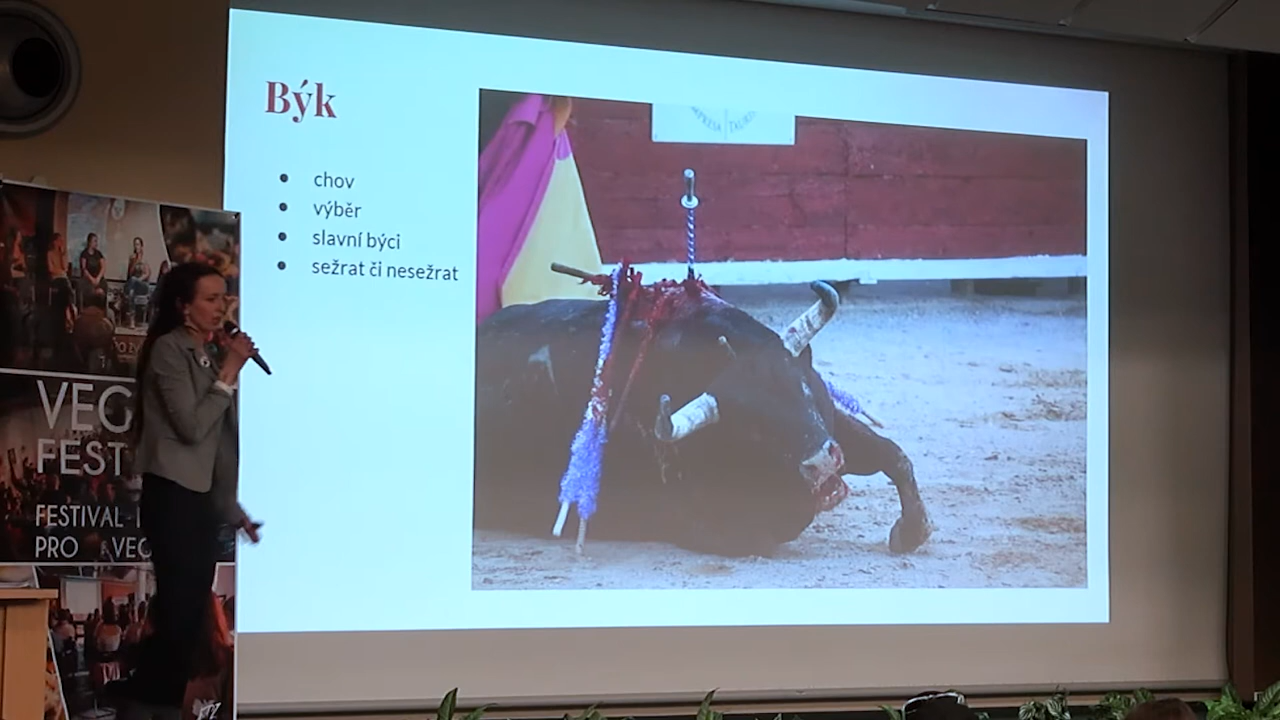 Býk
chov
výběr
slavní býci
sežrat či nesežrat
VEG
FEST
FESTIVAL
PRO VEG